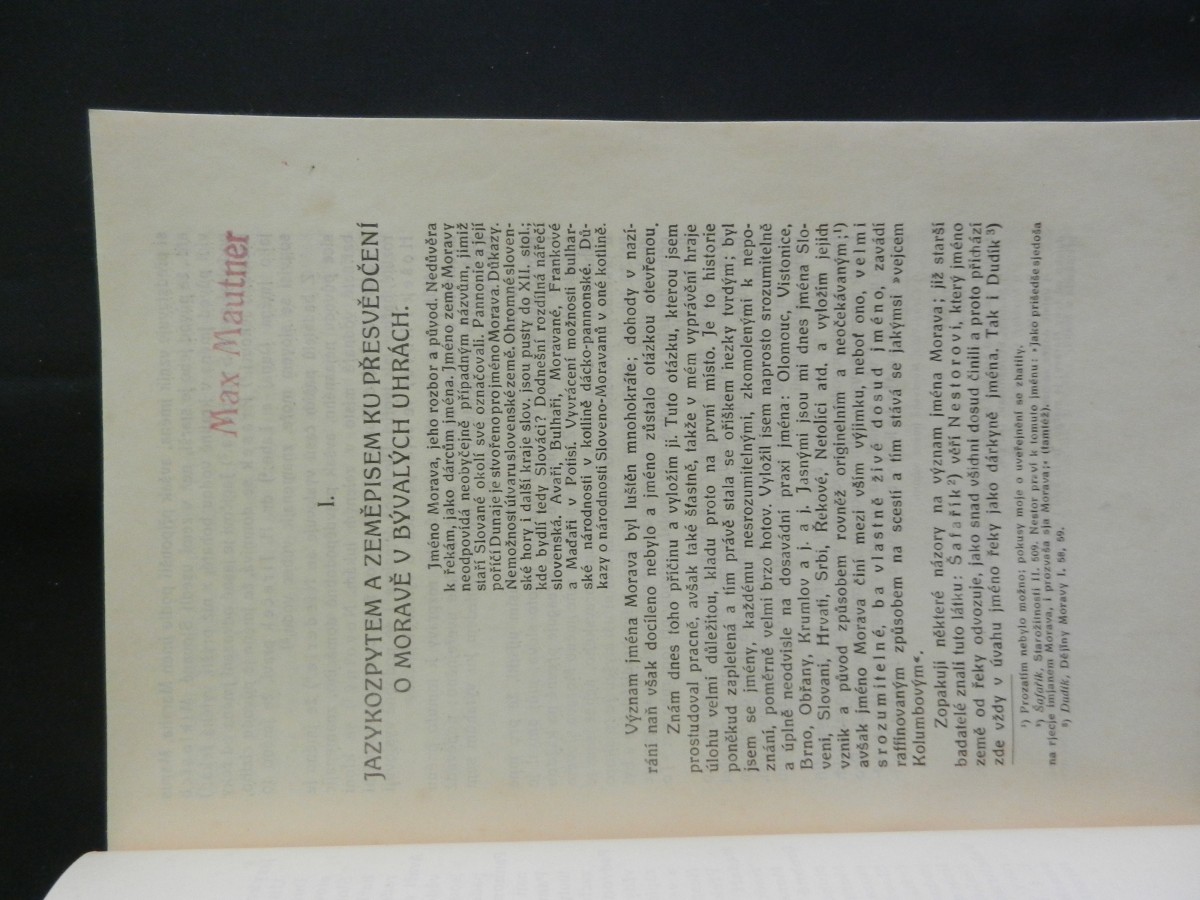 Max Mautner
I.
JAZYKOZPYTEM A ZEMĚPISEM KU PŘESVĚDČENÍ
O MORAVĚ V BÝVALÝCH UHRÁCH.
Jméno Morava, jeho rozbor a původ. Nedůvěra
k řekám, jako dárcům jména. Jméno země Moravy
neodpovídá neobyčejně případným názvům, jimiž
staří Slované okolí své označovali. Pannonie a její
poříčí Dunaje je stvořeno pro jméno Morava. Důkazy.
Nemožnost útvaru slovenské země. Ohromné sloven-
ské hory i další kraje slov. jsou pusty do XII. stol.;
kde bydlí tedy Slováci? Dodnešní rozdílná nářečí
slovenská. Avaři, Bulhaři, Moravané, Frankové
a Maďaři v Potisí. Vyvrácení možnosti bulhar-
ské národnosti v kotlině dácko-pannonské. Dů-
kazy o národnosti Sloveno-Moravanů v oné kotlině.
Význam jména Morava byl luštěn mnohokráte; dohody v nazí-
rání naň však docíleno nebylo a jméno zůstalo otázkou otevřenou.
Znám dnes toho příčinu a vyložím ji. Tuto otázku, kterou jsem
prostudoval pracně, avšak také šťastně, takže v mém vyprávění hraje
úlohu velmi důležitou, kladu proto na první místo. Je to historie
poněkud zapletená a tím právě stala se oříškem hezky tvrdým; byl
jsem se jmény, každému nesrozumitelnými, zkomolenými k nepo-
znání, poměrně velmi brzo hotov. Vyložil jsem naprosto srozumitelně
a úplně neodvisle na dosavádní praxi jména: Olomouc, Vistonice,
Brno, Obřany, Krumlov a j. a j. Jasnými jsou mi dnes jména Slo-
veni, Slovani, Hrvati, Srbi, Řekové, Netolíci atd. a vyložím jejich
vznik a původ způsobem rovněž originelním a neočekávaným;¹)
avšak jméno Morava činí mezi vším výjimku, neboť ono, velmi
srozumitelné, ba vlastně živé dosud jméno, zavádí
raffinovaným způsobem na scestí a tím stává se jakýmsi »vejcem
Kolumbovým«.
Zopakuji některé názory na význam jména Morava; již starší
badatelé znali tuto látku: Šafařík²) věří Nestorovi, který jméno
země od řeky odvozuje, jako snad všichni dosud činili a proto přichází
zde vždy v úvahu jméno řeky jako dárkyně jména. Tak i Dudík³)
¹) Prozatím nebylo možno; pokusy moje o uveřejnění se zhatily.
²) Šafařík, Starožitnosti II. 509. Nestor praví k tomuto jménu: »Jako prišedše sjedoša
na rjecje imjanem Morava, i prozvaša sja Morava;« (tamtéž).
³) Dudík, Dějiny Moravy I. 58, 59.